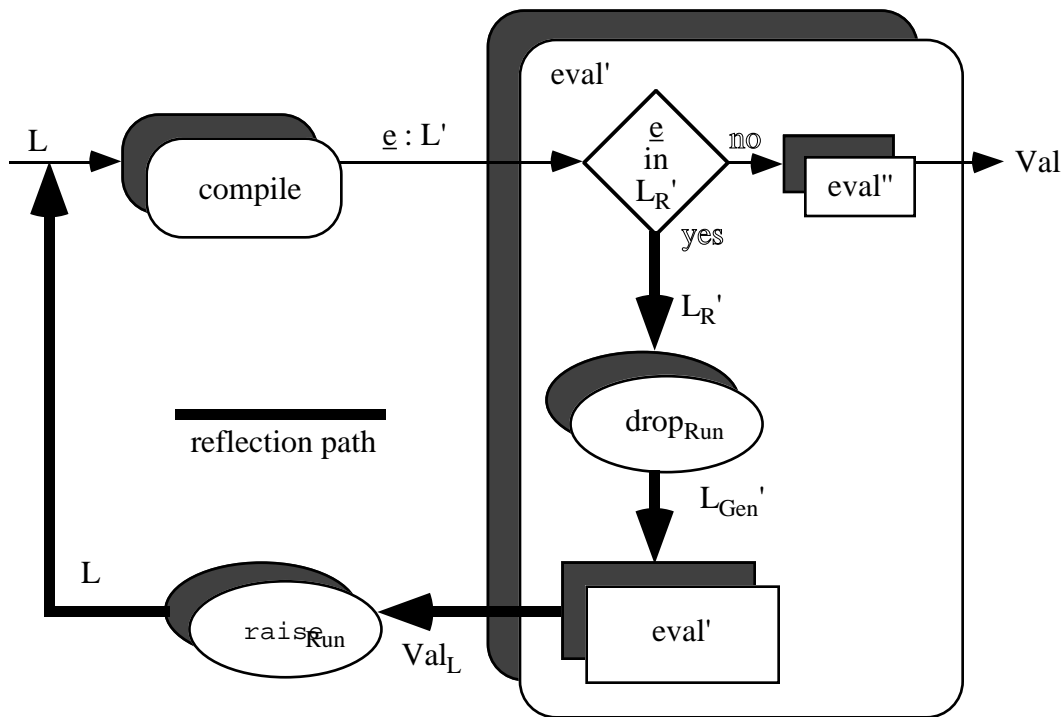 eval'
L
compile
e : L'
e
in
L_R'
no
eval"
Val
yes
L_R'
drop_Run
reflection path
L_Gen'
L
raise_Run
Val_L
eval'